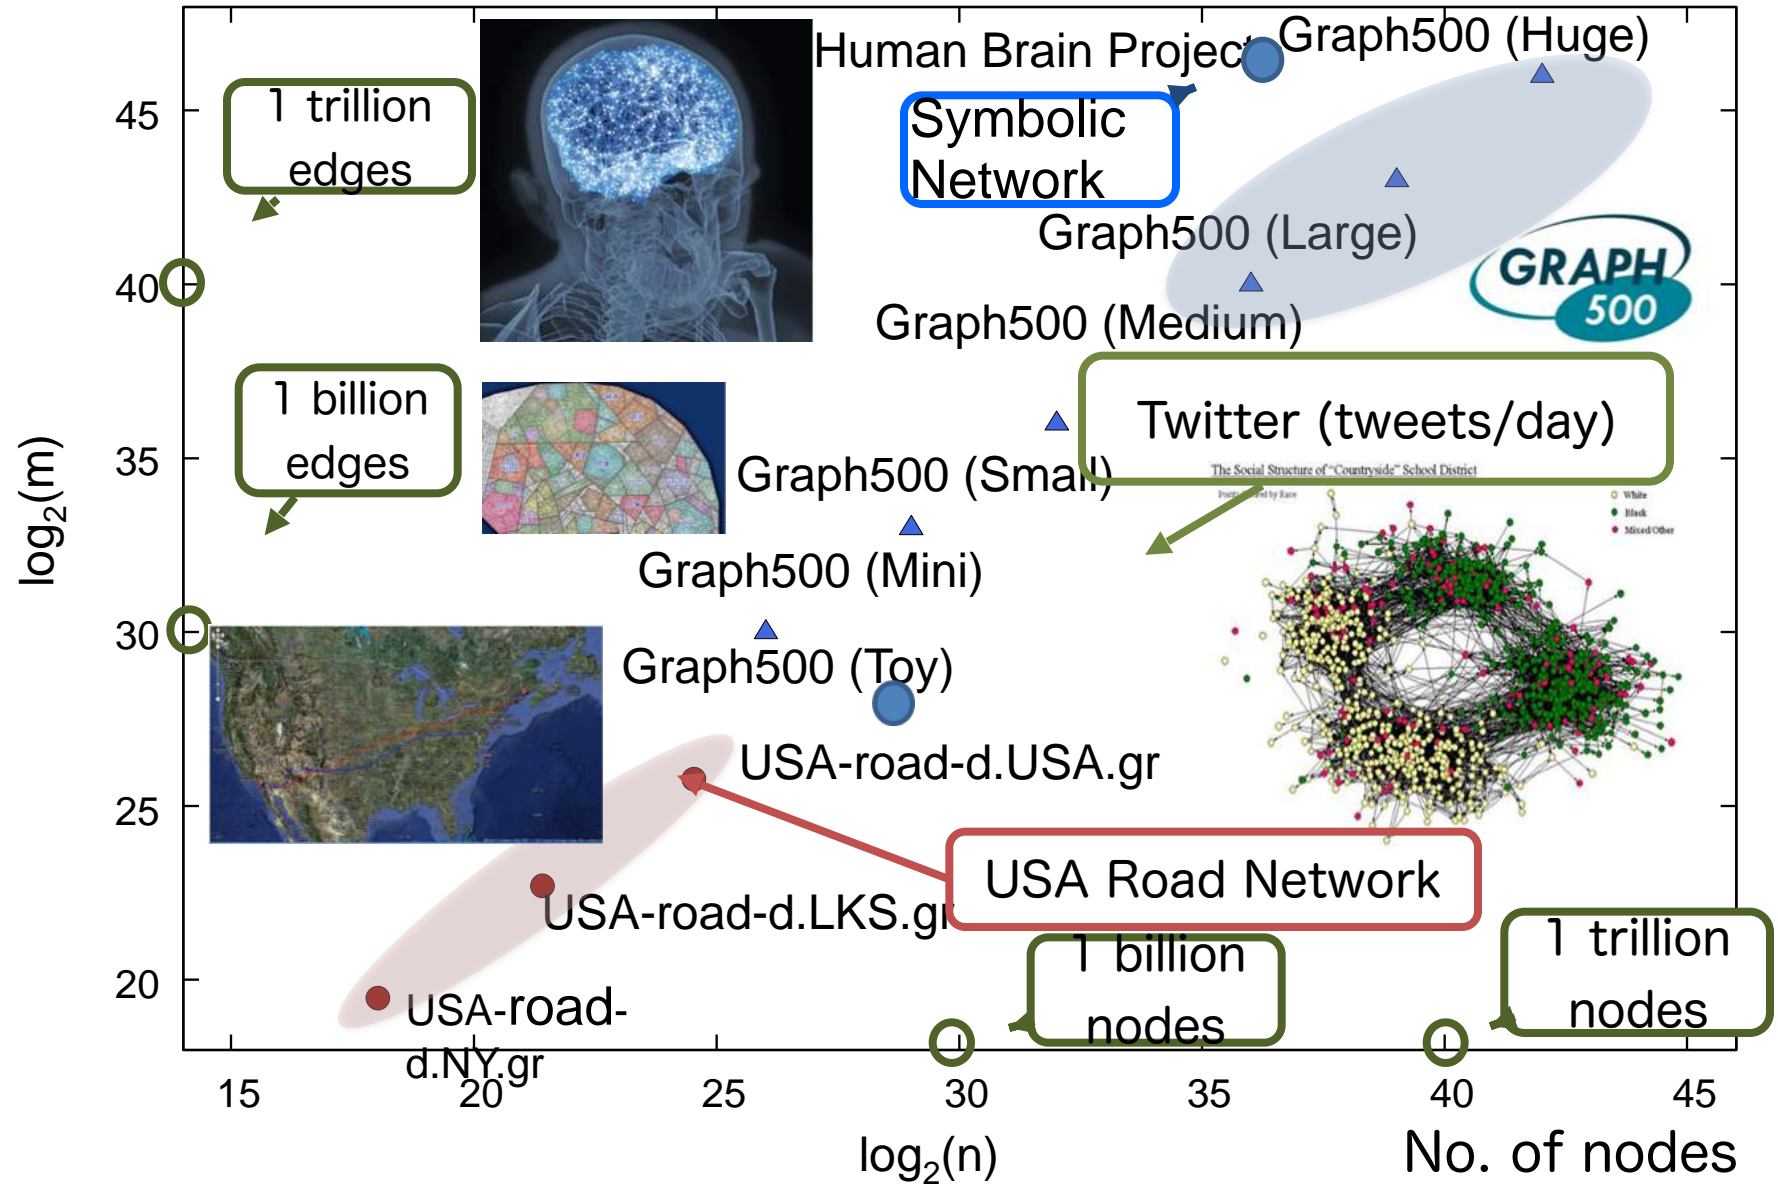 Human Brain Project
Graph500 (Huge)
1 trillion
edges
45
Symbolic
Network
Graph500 (Large)
GRAPH
500
40
Graph500 (Medium)
1 billion
edges
Twitter (tweets/day)
35
Graph500 (Small)
The Social Structure of "Countryside" School District
White
Black
Mixed/Other
log2(m)
Graph500 (Mini)
30
Graph500 (Toy)
USA-road-d.USA.gr
25
USA Road Network
USA-road-d.LKS.gr
1 billion
nodes
1 trillion
nodes
20
USA-road-
d.NY.gr
15
20
25
30
35
40
45
log2(n)
No. of nodes